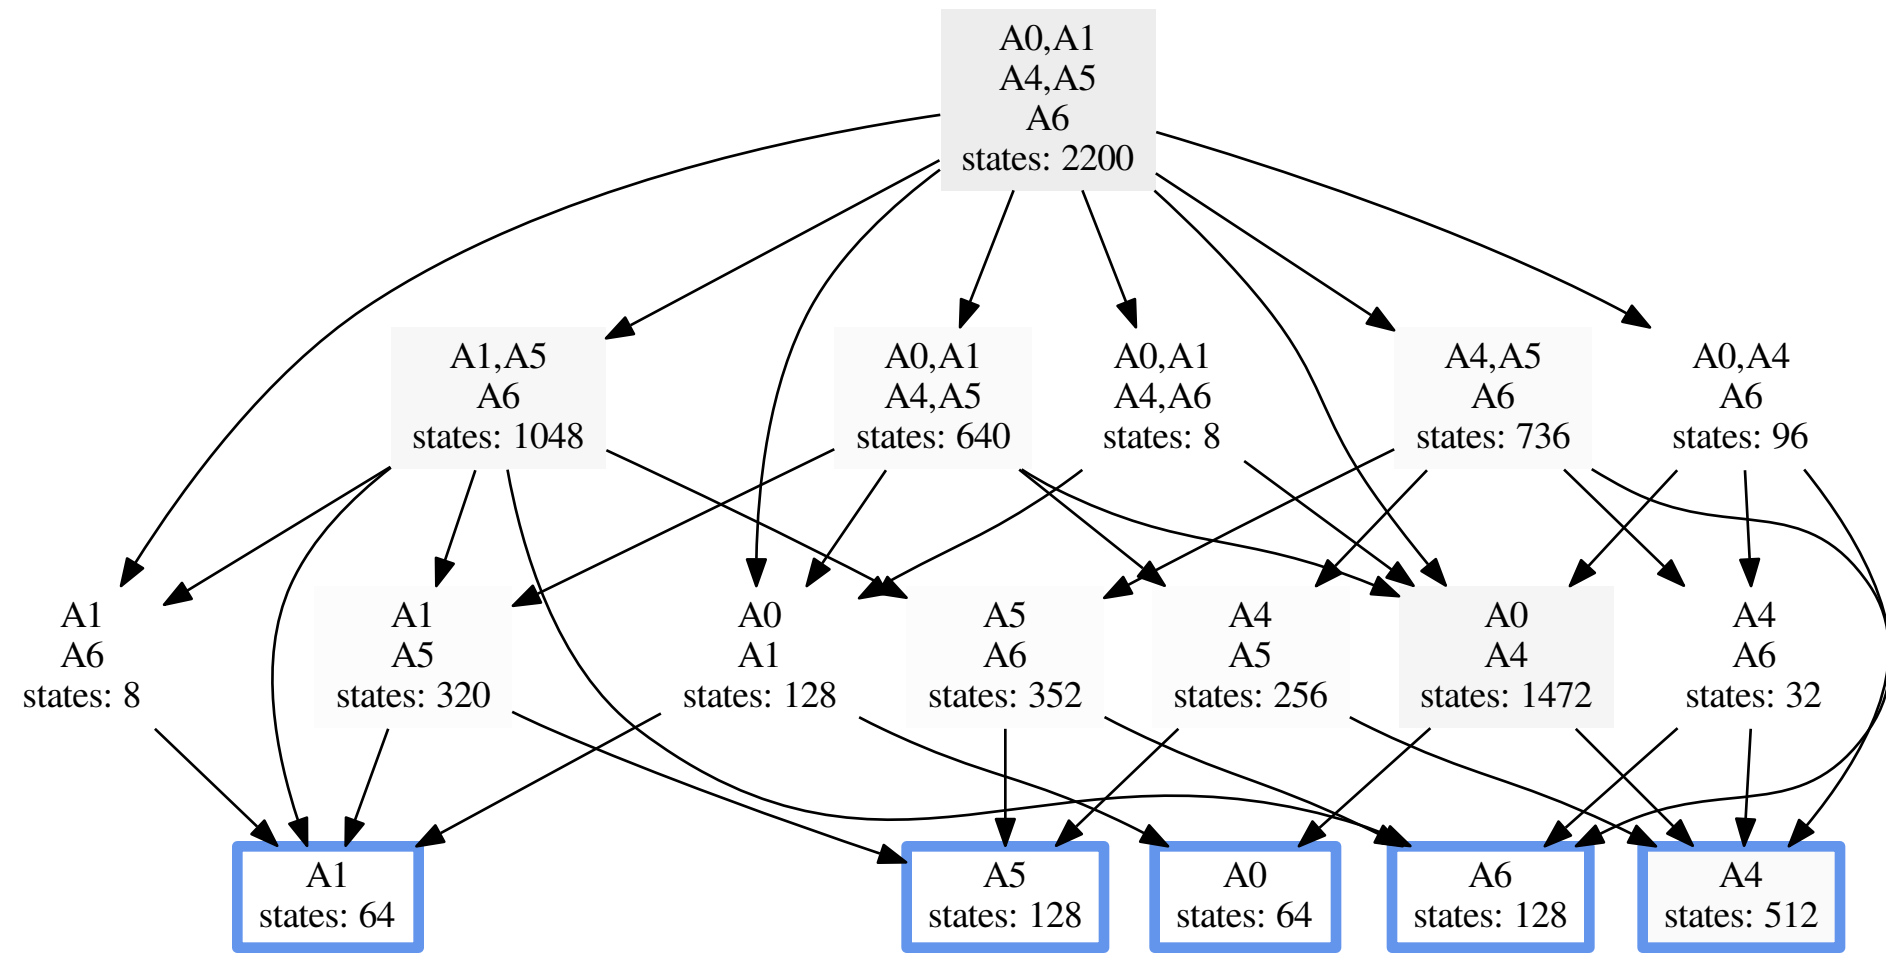 A0,A1
A4,A5
A6
states: 2200
A1,A5
A6
states: 1048
A0,A1
A4,A5
states: 640
A0,A1
A4,A6
states: 8
A4,A5
A6
states: 736
A0,A4
A6
states: 96
A1
A6
states: 8
A1
A5
states: 320
A0
A1
states: 128
A5
A6
states: 352
A4
A5
states: 256
A0
A4
states: 1472
A4
A6
states: 32
A1
states: 64
A5
states: 128
A0
states: 64
A6
states: 128
A4
states: 512